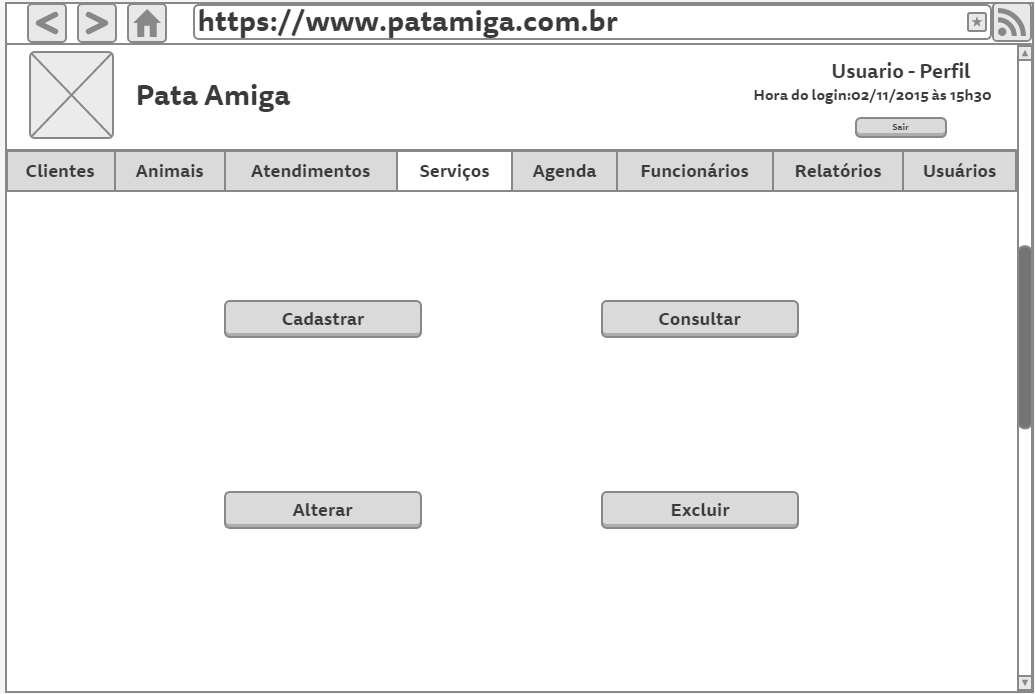 https://www.patamiga.com.br
Usuario - Perfil
Pata Amiga
Hora do login:02/11/2015 às 15h30
Sair
Clientes Animais Atendimentos Serviços Agenda Funcionários Relatórios Usuários
Cadastrar Consultar
Alterar Excluir